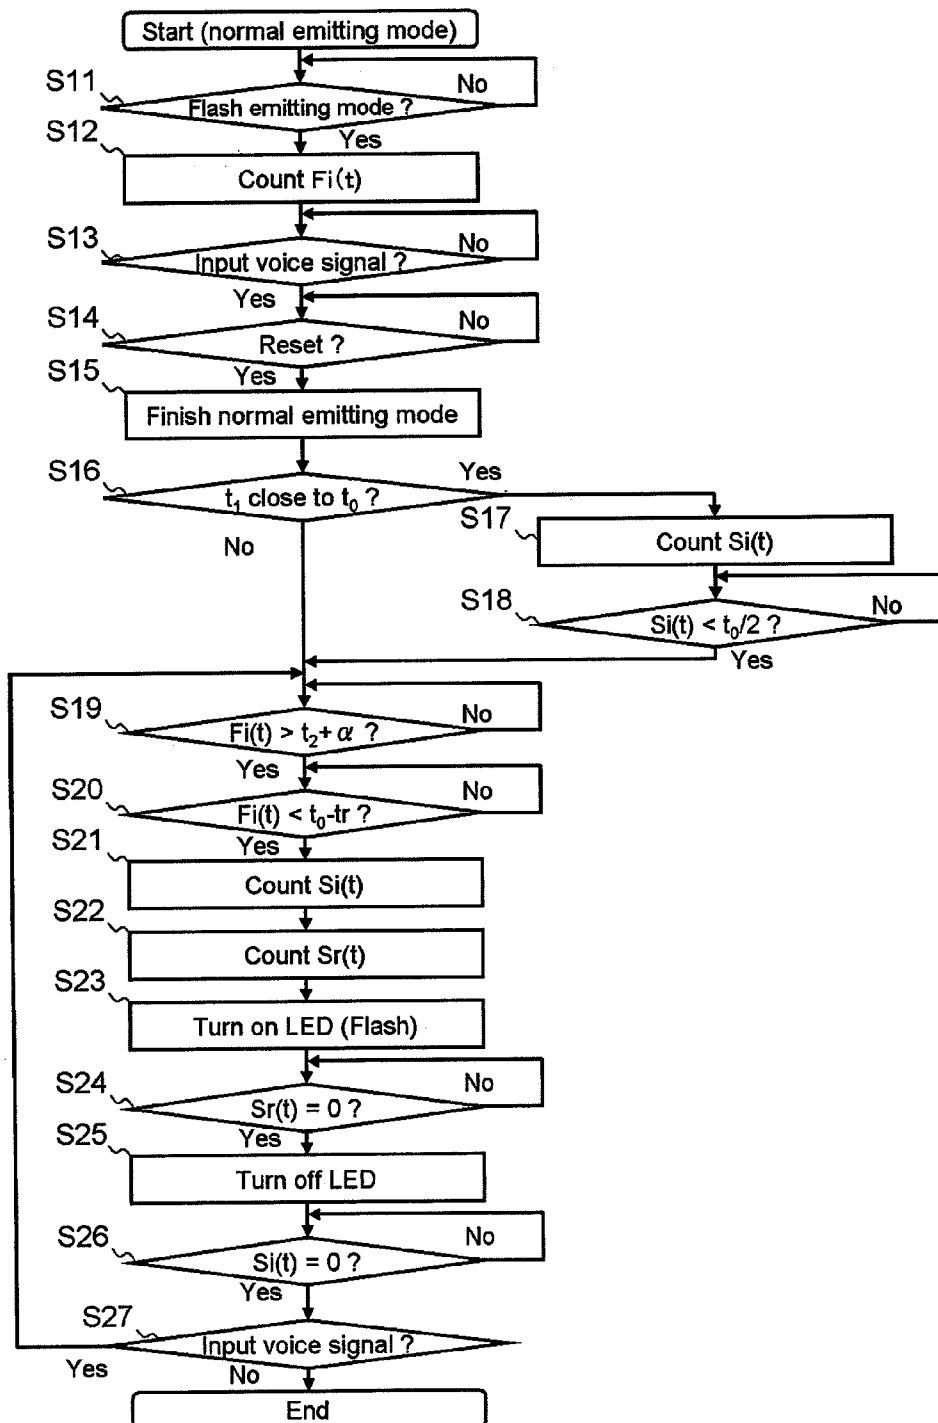 Start (normal emitting mode)
S11
Flash emitting mode ?
No
Yes
S12
Count Fi(t)
S13
Input voice signal ?
No
Yes
S14
Reset ?
No
Yes
S15
Finish normal emitting mode
S16
t₁ close to t₀ ?
Yes
No
S17
Count Si(t)
S18
Si(t) < t₀/2 ?
No
Yes
S19
Fi(t) > t₂+ α ?
No
Yes
S20
Fi(t) < t₀-tr ?
No
Yes
S21
Count Si(t)
S22
Count Sr(t)
S23
Turn on LED (Flash)
S24
Sr(t) = 0 ?
No
Yes
S25
Turn off LED
S26
Si(t) = 0 ?
No
Yes
S27
Input voice signal ?
Yes
No
End